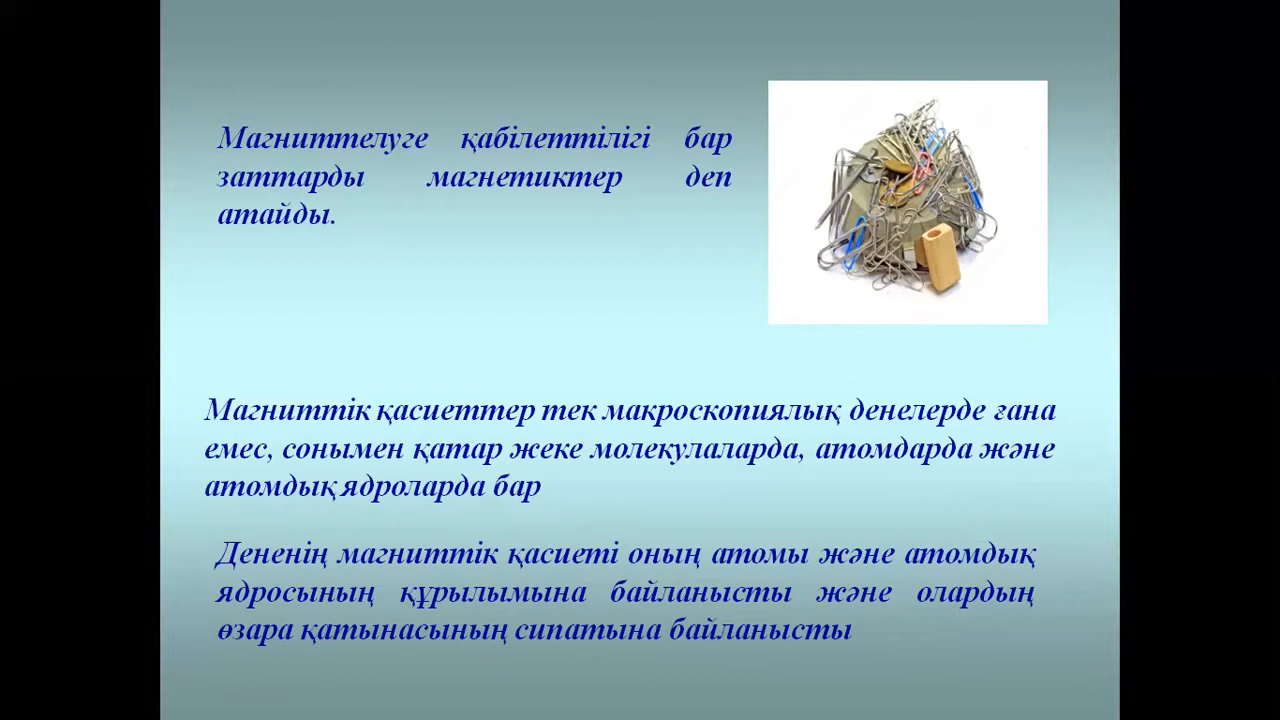 Магниттелуге қабілеттілігі бар
заттарды магнетиктер деп
атайды.
Магниттік қасиеттер тек макроскопиялық денелерде ғана
емес, сонымен қатар жеке молекулаларда, атомдарда және
атомдық ядроларда бар
Дененің магниттік қасиеті оның атомы және атомдық
ядросының құрылымына байланысты және олардың
өзара қатынасының сипатына байланысты